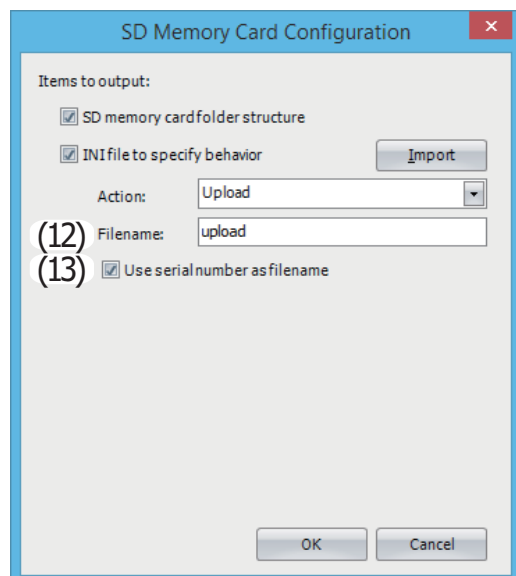 SD Memory Card Configuration
Items to output:
SD memory card folder structure
INI file to specify behavior Import
Action: Upload
(12) Filename: upload
(13) Use serial number as filename
OK Cancel